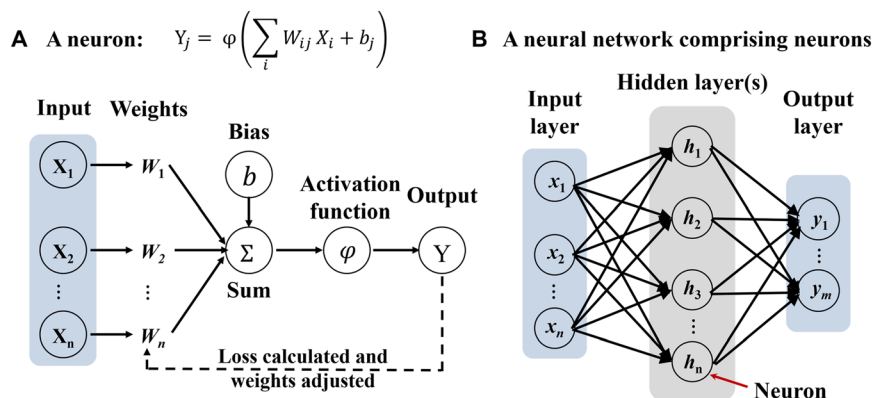 A A neuron: Y_j = φ(∑_i W_ij X_i + b_j)
Input Weights
Bias
Activation function
Output
X₁ W₁
b
X₂ W₂ Σ φ Y
⋮ ⋮
Sum
Xₙ Wₙ
Loss calculated and
weights adjusted
B A neural network comprising neurons
Hidden layer(s)
Input
layer
Output
layer
x₁
x₂
⋮
xₙ
h₁
h₂
h₃
⋮
hₙ
y₁
⋮
yₘ
Neuron